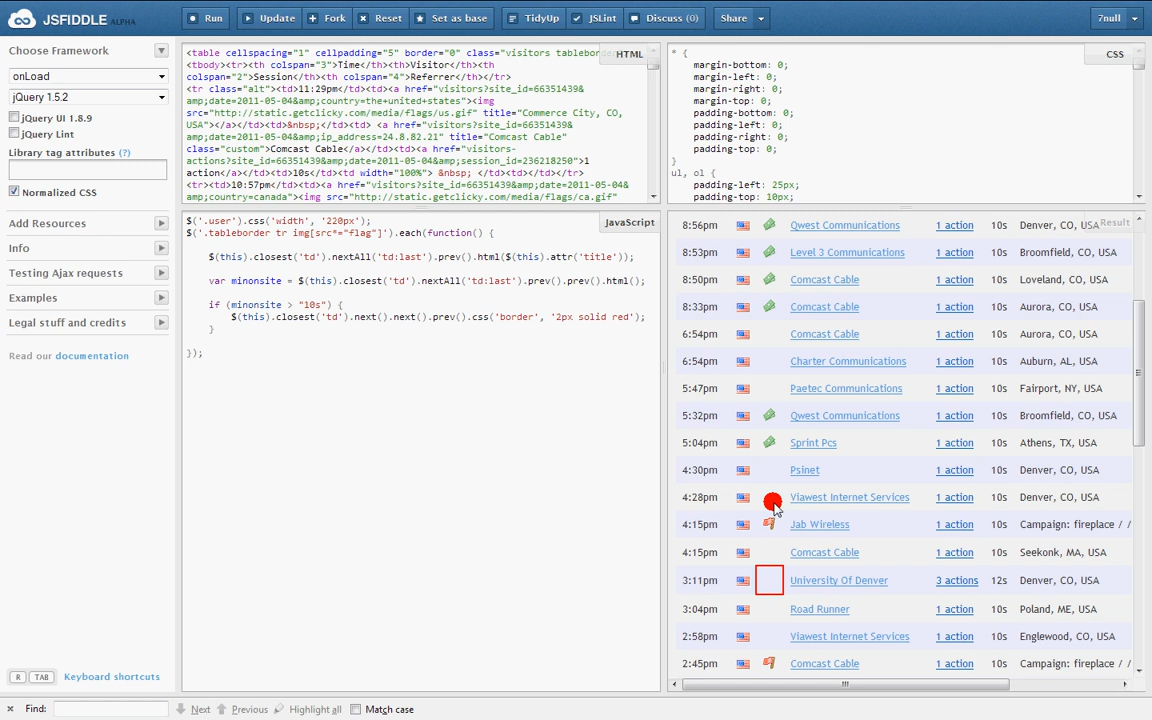 JSFIDDLE ALPHA
Run
Update
Fork
Reset
Set as base
TidyUp
JSLint
Discuss (0)
Share
7null
Choose Framework
onLoad
jQuery 1.5.2
jQuery UI 1.8.9
jQuery Lint
Library tag attributes (?)
Normalized CSS
Add Resources
Info
Testing Ajax requests
Examples
Legal stuff and credits
Read our documentation
R TAB Keyboard shortcuts
HTML
<table cellspacing="1" cellpadding="5" border="0" class="visitors tableborde
<tbody><tr><th colspan="3">Time</th><th>Visitor</th><th
colspan="2">Session</th><th colspan="4">Referrer</th></tr>
<tr class="alt"><td>11:29pm</td><td><a href="visitors?site_id=66351439&
amp;date=2011-05-04&amp;country=the+united+states"><img
src="http://static.getclicky.com/media/flags/us.gif" title="Commerce City, CO,
USA"></a></td><td>&nbsp;</td><td> <a href="visitors?site_id=66351439&
amp;date=2011-05-04&amp;ip_address=24.8.82.21" title="Comcast Cable"
class="custom">Comcast Cable</a></td><td><a href="visitors-
actions?site_id=66351439&amp;date=2011-05-04&amp;session_id=236218250">1
action</a></td><td>10s</td><td width="100%"> &nbsp; </td><td></td></tr>
<tr><td>10:57pm</td><td><a href="visitors?site_id=66351439&amp;date=2011-05-04&
amp;country=canada"><img src="http://static.getclicky.com/media/flags/ca.gif"
CSS
* {
margin-bottom: 0;
margin-left: 0;
margin-right: 0;
margin-top: 0;
padding-bottom: 0;
padding-left: 0;
padding-right: 0;
padding-top: 0;
}
ul, ol {
padding-left: 25px;
padding-top: 10px;
JavaScript
$('.user').css('width', '220px');
$('.tableborder tr img[src*="flag"]').each(function() {
$(this).closest('td').nextAll('td:last').prev().html($(this).attr('title'));
var minonsite = $(this).closest('td').nextAll('td:last').prev().prev().html();
if (minonsite > "10s") {
$(this).closest('td').next().next().prev().css('border', '2px solid red');
}
});
Result
8:56pm Qwest Communications 1 action 10s Denver, CO, USA
8:53pm Level 3 Communications 1 action 10s Broomfield, CO, USA
8:50pm Comcast Cable 1 action 10s Loveland, CO, USA
8:33pm Comcast Cable 1 action 10s Aurora, CO, USA
6:54pm Comcast Cable 1 action 10s Aurora, CO, USA
6:54pm Charter Communications 1 action 10s Auburn, AL, USA
5:47pm Paetec Communications 1 action 10s Fairport, NY, USA
5:32pm Qwest Communications 1 action 10s Broomfield, CO, USA
5:04pm Sprint Pcs 1 action 10s Athens, TX, USA
4:30pm Psinet 1 action 10s Denver, CO, USA
4:28pm Viawest Internet Services 1 action 10s Denver, CO, USA
4:15pm Jab Wireless 1 action 10s Campaign: fireplace / /
4:15pm Comcast Cable 1 action 10s Seekonk, MA, USA
3:11pm University Of Denver 3 actions 12s Denver, CO, USA
3:04pm Road Runner 1 action 10s Poland, ME, USA
2:58pm Viawest Internet Services 1 action 10s Englewood, CO, USA
2:45pm Comcast Cable 1 action 10s Campaign: fireplace / /
Find: Next Previous Highlight all Match case